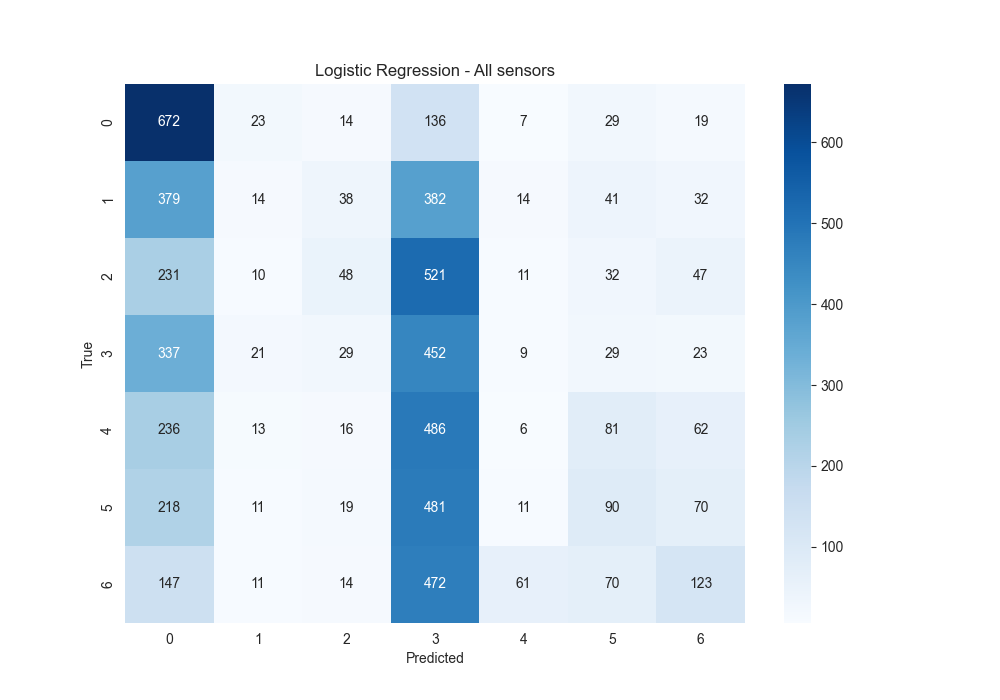 Logistic Regression - All sensors
0 672 23 14 136 7 29 19
1 379 14 38 382 14 41 32
2 231 10 48 521 11 32 47
3 337 21 29 452 9 29 23
4 236 13 16 486 6 81 62
5 218 11 19 481 11 90 70
6 147 11 14 472 61 70 123
0 1 2 3 4 5 6
Predicted
True
600
500
400
300
200
100